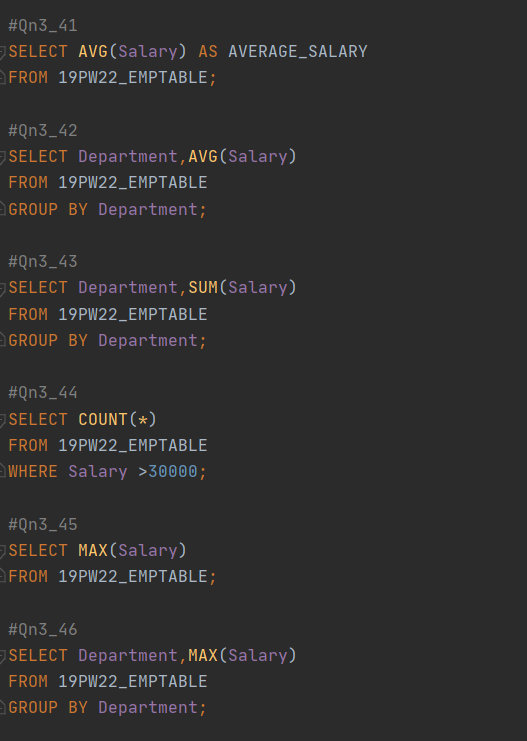 #Qn3_41
SELECT AVG(Salary) AS AVERAGE_SALARY
FROM 19PW22_EMPTABLE;
#Qn3_42
SELECT Department,AVG(Salary)
FROM 19PW22_EMPTABLE
GROUP BY Department;
#Qn3_43
SELECT Department,SUM(Salary)
FROM 19PW22_EMPTABLE
GROUP BY Department;
#Qn3_44
SELECT COUNT(*)
FROM 19PW22_EMPTABLE
WHERE Salary >30000;
#Qn3_45
SELECT MAX(Salary)
FROM 19PW22_EMPTABLE;
#Qn3_46
SELECT Department,MAX(Salary)
FROM 19PW22_EMPTABLE
GROUP BY Department;